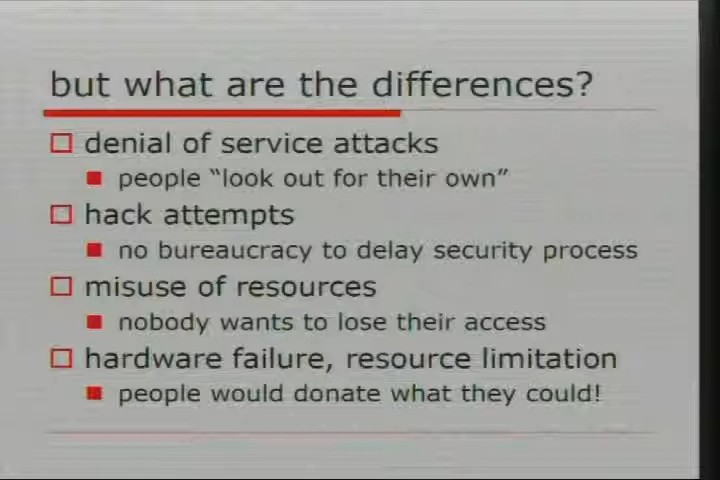 but what are the differences?
denial of service attacks
people “look out for their own”
hack attempts
no bureaucracy to delay security process
misuse of resources
nobody wants to lose their access
hardware failure, resource limitation
people would donate what they could!